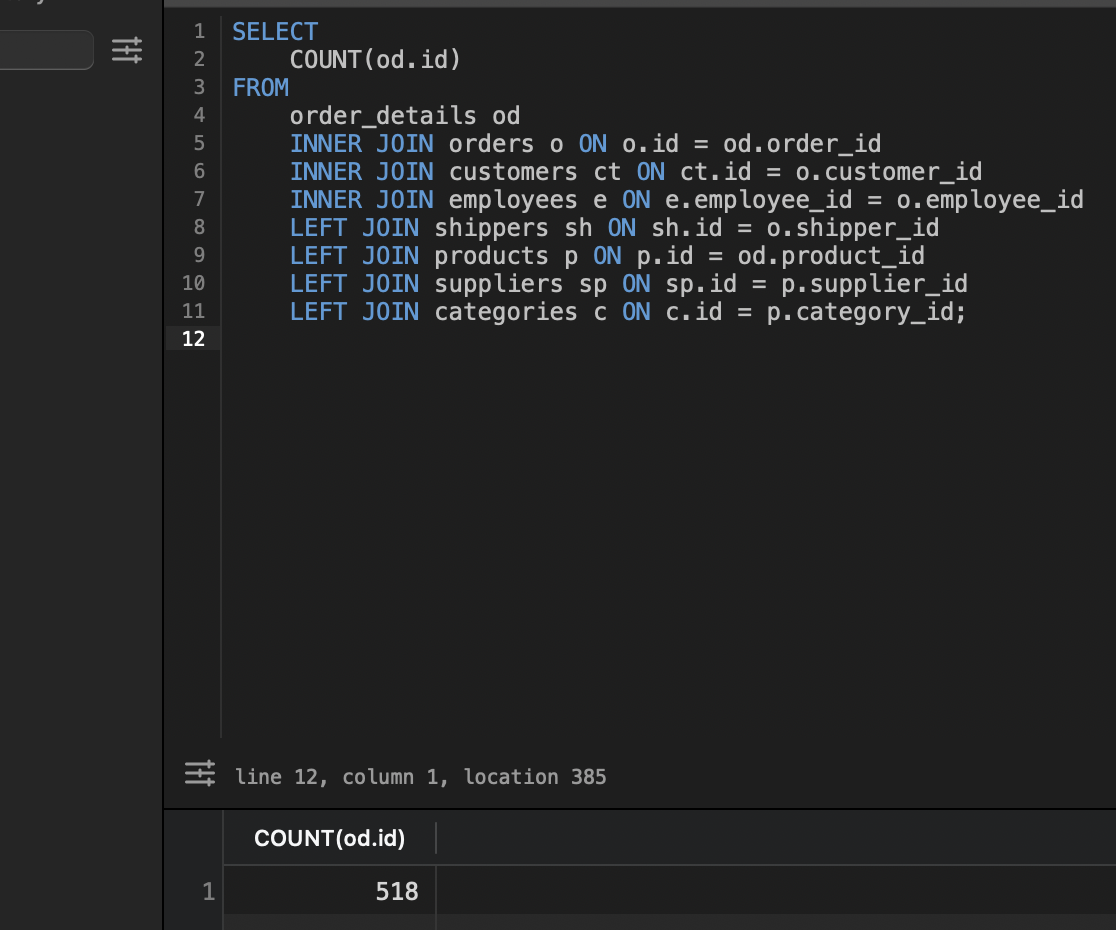 1 SELECT
2 COUNT(od.id)
3 FROM
4 order_details od
5 INNER JOIN orders o ON o.id = od.order_id
6 INNER JOIN customers ct ON ct.id = o.customer_id
7 INNER JOIN employees e ON e.employee_id = o.employee_id
8 LEFT JOIN shippers sh ON sh.id = o.shipper_id
9 LEFT JOIN products p ON p.id = od.product_id
10 LEFT JOIN suppliers sp ON sp.id = p.supplier_id
11 LEFT JOIN categories c ON c.id = p.category_id;
12
line 12, column 1, location 385
COUNT(od.id)
1 518